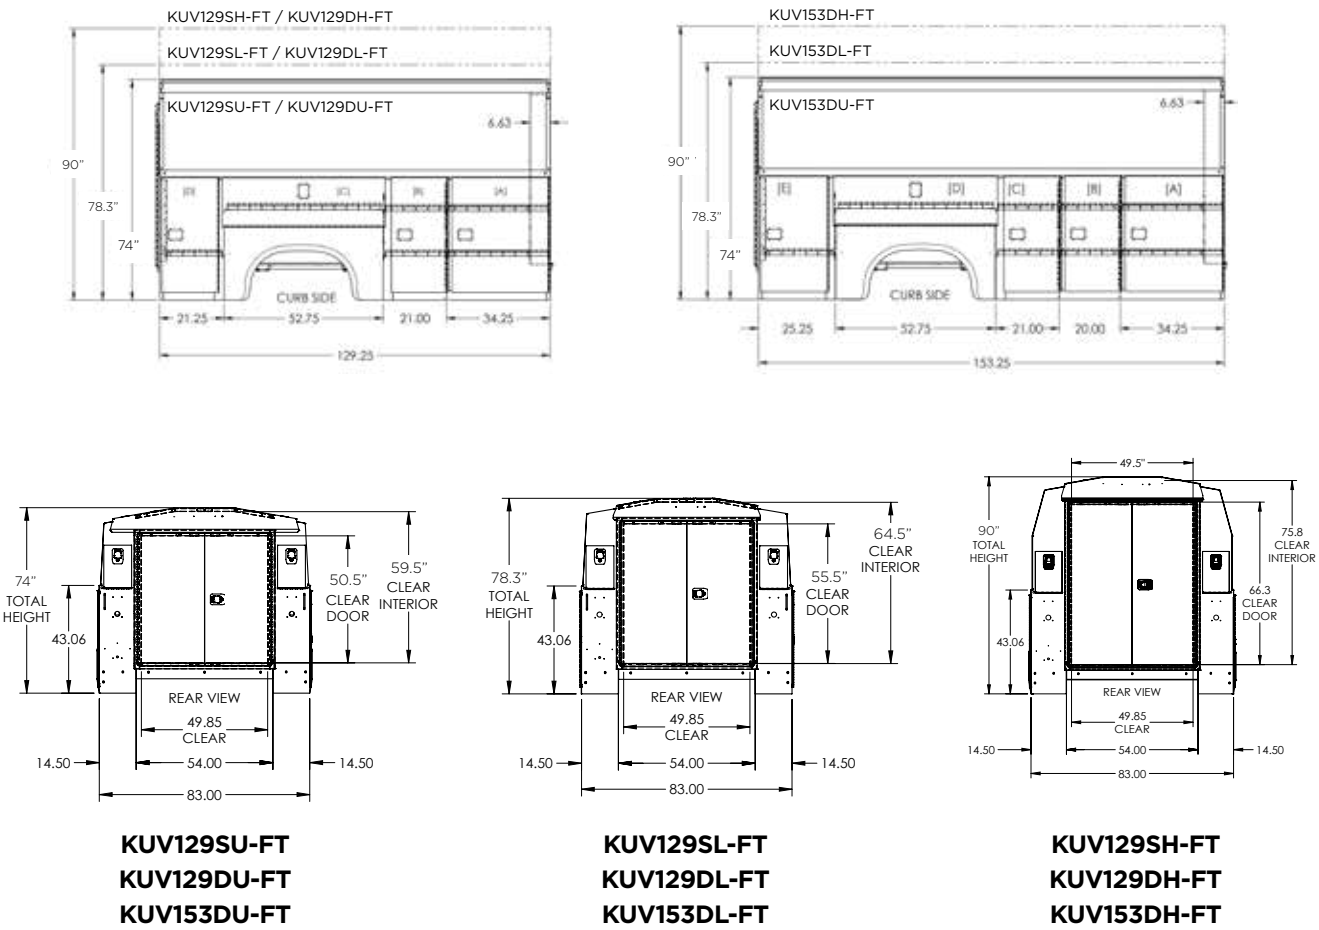 KUV129SH-FT / KUV129DH-FT
KUV129SL-FT / KUV129DL-FT
KUV129SU-FT / KUV129DU-FT
6.63
90"
78.3"
74"
[D]
[C]
[B]
[A]
CURB SIDE
21.25
52.75
21.00
34.25
129.25
KUV153DH-FT
KUV153DL-FT
KUV153DU-FT
6.63
90"
78.3"
74"
[E]
[D]
[C]
[B]
[A]
CURB SIDE
25.25
52.75
21.00
20.00
34.25
153.25
74"
TOTAL
HEIGHT
43.06
50.5"
CLEAR
DOOR
59.5"
CLEAR
INTERIOR
REAR VIEW
49.85
CLEAR
14.50
54.00
14.50
83.00
78.3"
TOTAL
HEIGHT
43.06
55.5"
CLEAR
DOOR
64.5"
CLEAR
INTERIOR
REAR VIEW
49.85
CLEAR
14.50
54.00
14.50
83.00
49.5"
90"
TOTAL
HEIGHT
43.06
66.3
CLEAR
DOOR
75.8
CLEAR
INTERIOR
REAR VIEW
49.85
CLEAR
14.50
54.00
14.50
83.00
KUV129SU-FT
KUV129DU-FT
KUV153DU-FT
KUV129SL-FT
KUV129DL-FT
KUV153DL-FT
KUV129SH-FT
KUV129DH-FT
KUV153DH-FT